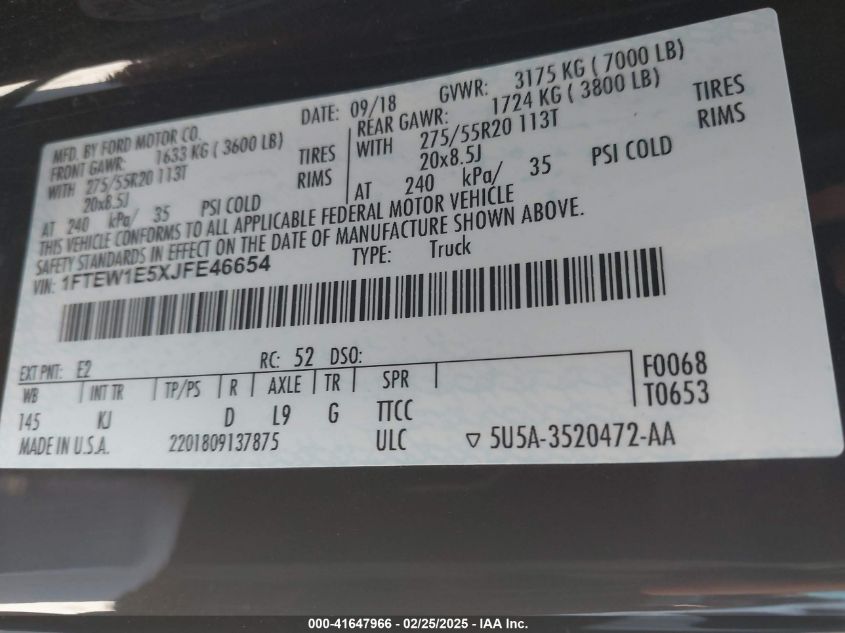 MFD. BY FORD MOTOR CO.
DATE: 09/18 GVWR: 3175 KG ( 7000 LB)
FRONT GAWR: 1633 KG ( 3600 LB)
WITH 275/55R20 113T TIRES
20x8.5J RIMS
AT 240 kPa/ 35 PSI COLD
REAR GAWR: 1724 KG ( 3800 LB)
WITH 275/55R20 113T TIRES
20x8.5J RIMS
AT 240 kPa/ 35 PSI COLD
THIS VEHICLE CONFORMS TO ALL APPLICABLE FEDERAL MOTOR VEHICLE
SAFETY STANDARDS IN EFFECT ON THE DATE OF MANUFACTURE SHOWN ABOVE.
VIN: 1FTEW1E5XJFE46654 TYPE: Truck
EXT PNT: E2 RC: 52 DSO:
WB INT TR TP/PS R AXLE TR SPR F0068
145 KJ D L9 G TTCC T0653
MADE IN U.S.A. 2201809137875 ULC ▽ 5U5A-3520472-AA
000-41647966 - 02/25/2025 - IAA Inc.